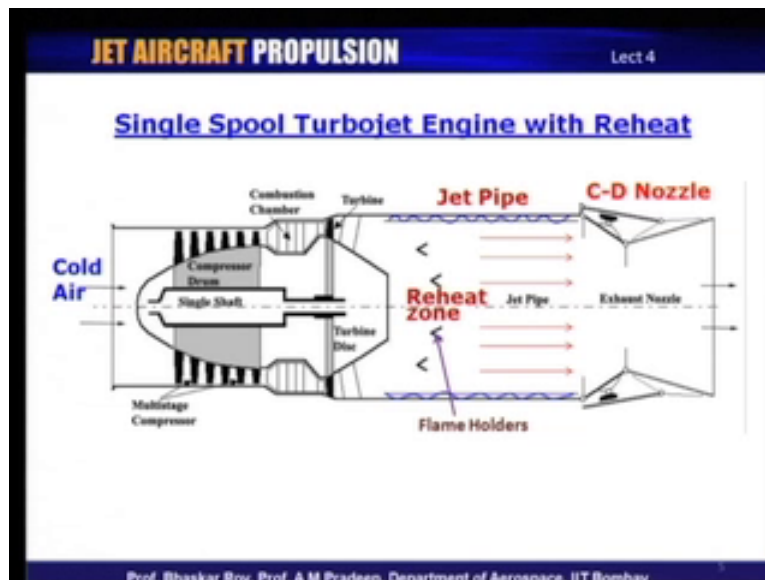 JET AIRCRAFT PROPULSION
Lect 4
Single Spool Turbojet Engine with Reheat
Combustion
Chamber
Turbine
Jet Pipe
C-D Nozzle
Cold
Air
Compressor
Drum
Single Shaft
Reheat
zone
Jet Pipe
Exhaust Nozzle
Turbine
Disc
Multistage
Compressor
Flame Holders
Prof. Bhaskar Roy, Prof. A M Pradeep, Department of Aerospace, IIT Bombay
5